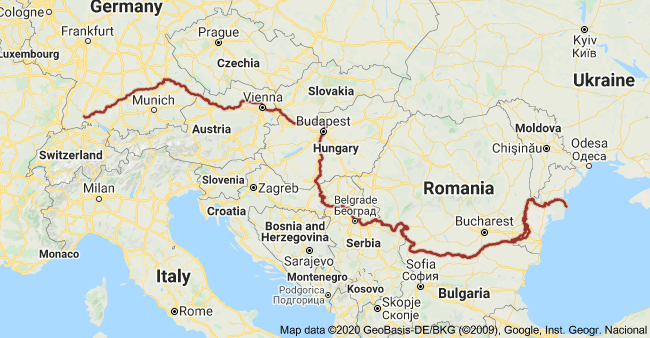 Germany
Frankfurt
Luxembourg
Prague
Czechia
Київ
Kyiv
Ukraine
Slovakia
Munich
Vienna
Austria
Budapest
Hungary
Moldova
Chișinău
Odesa
Одеса
Switzerland
Milan
Slovenia
Zagreb
Croatia
Romania
Belgrade
Београд
Bucharest
Bosnia and
Herzegovina
Sarajevo
Serbia
Monaco
Italy
Rome
Montenegro
Podgorica
Подгорица
Kosovo
Sofia
София
Bulgaria
Skopje
Скопје
Map data ©2020 GeoBasis-DE/BKG (©2009), Google, Inst. Geogr. Nacional